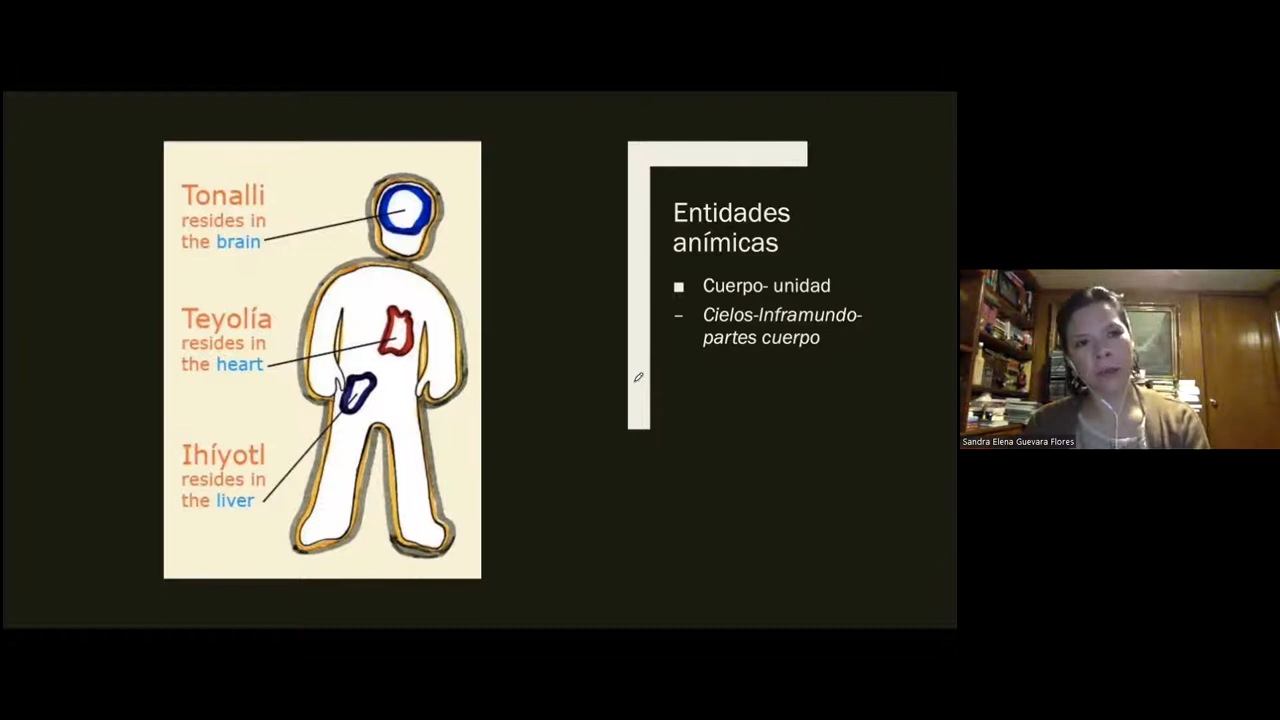 Tonalli
resides in
the brain
Teyolía
resides in
the heart
Ihíyotl
resides in
the liver
Entidades
anímicas
■ Cuerpo- unidad
– Cielos-Inframundo-
partes cuerpo
Sandra Elena Guevara Flores